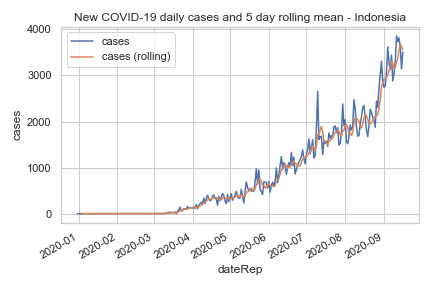 New COVID-19 daily cases and 5 day rolling mean - Indonesia
cases
cases (rolling)
4000
3000
2000
1000
0
cases
2020-01
2020-02
2020-03
2020-04
2020-05
2020-06
2020-07
2020-08
2020-09
dateRep